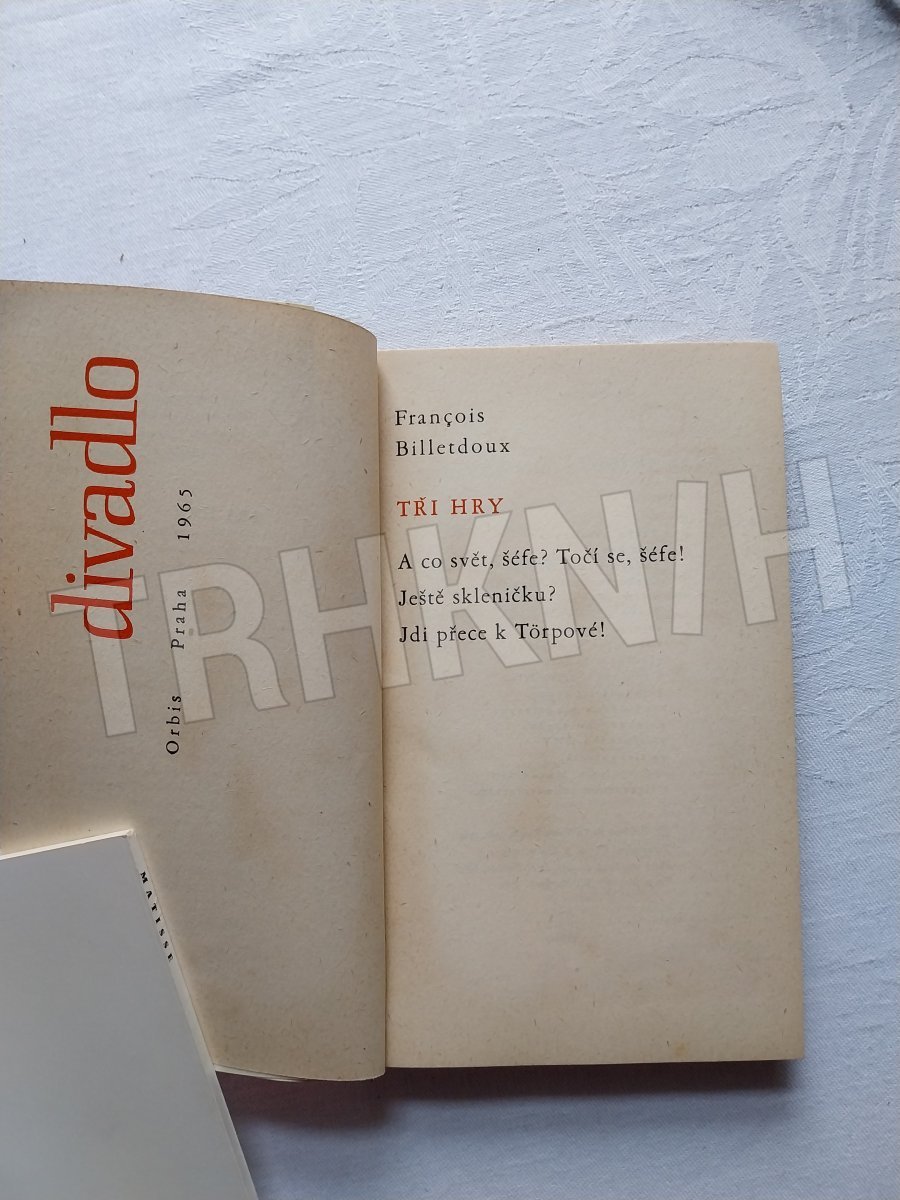 divadlo
Orbis Praha 1965
François
Billetdoux
TŘI HRY
A co svět, šéfe? Točí se, šéfe!
Ještě skleničku?
Jdi přece k Törpové!
MATISSE
TRHKNIH